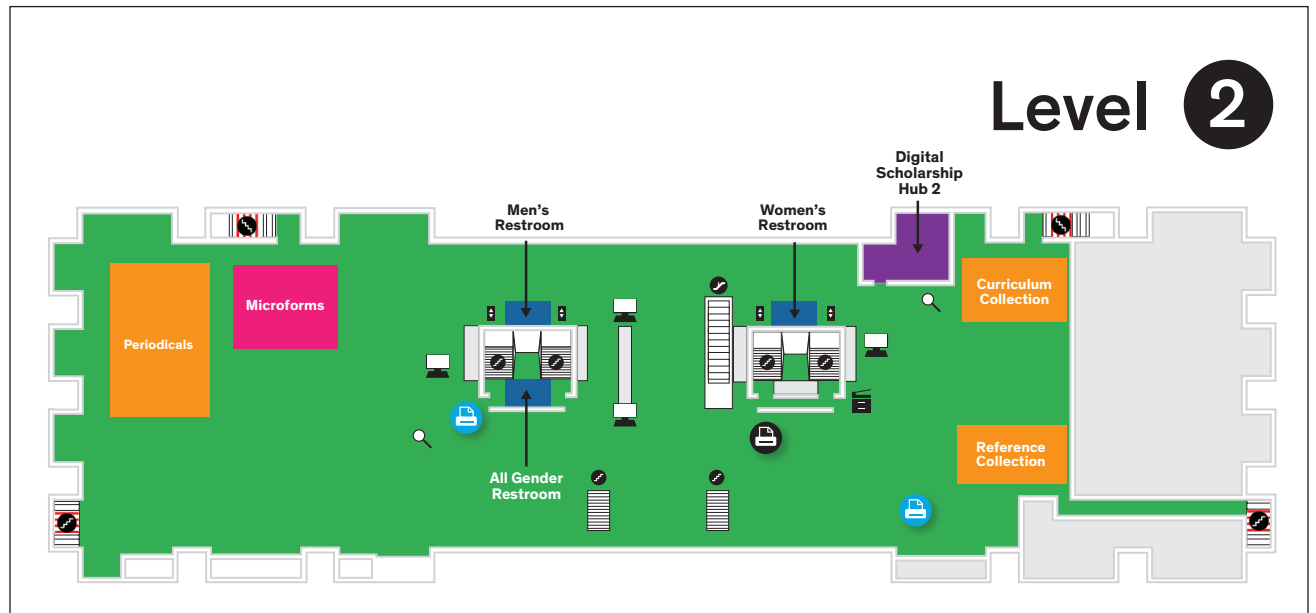 Level 2
Digital
Scholarship
Hub 2
Men's
Restroom
Women's
Restroom
Curriculum
Collection
Microforms
Periodicals
Reference
Collection
All Gender
Restroom